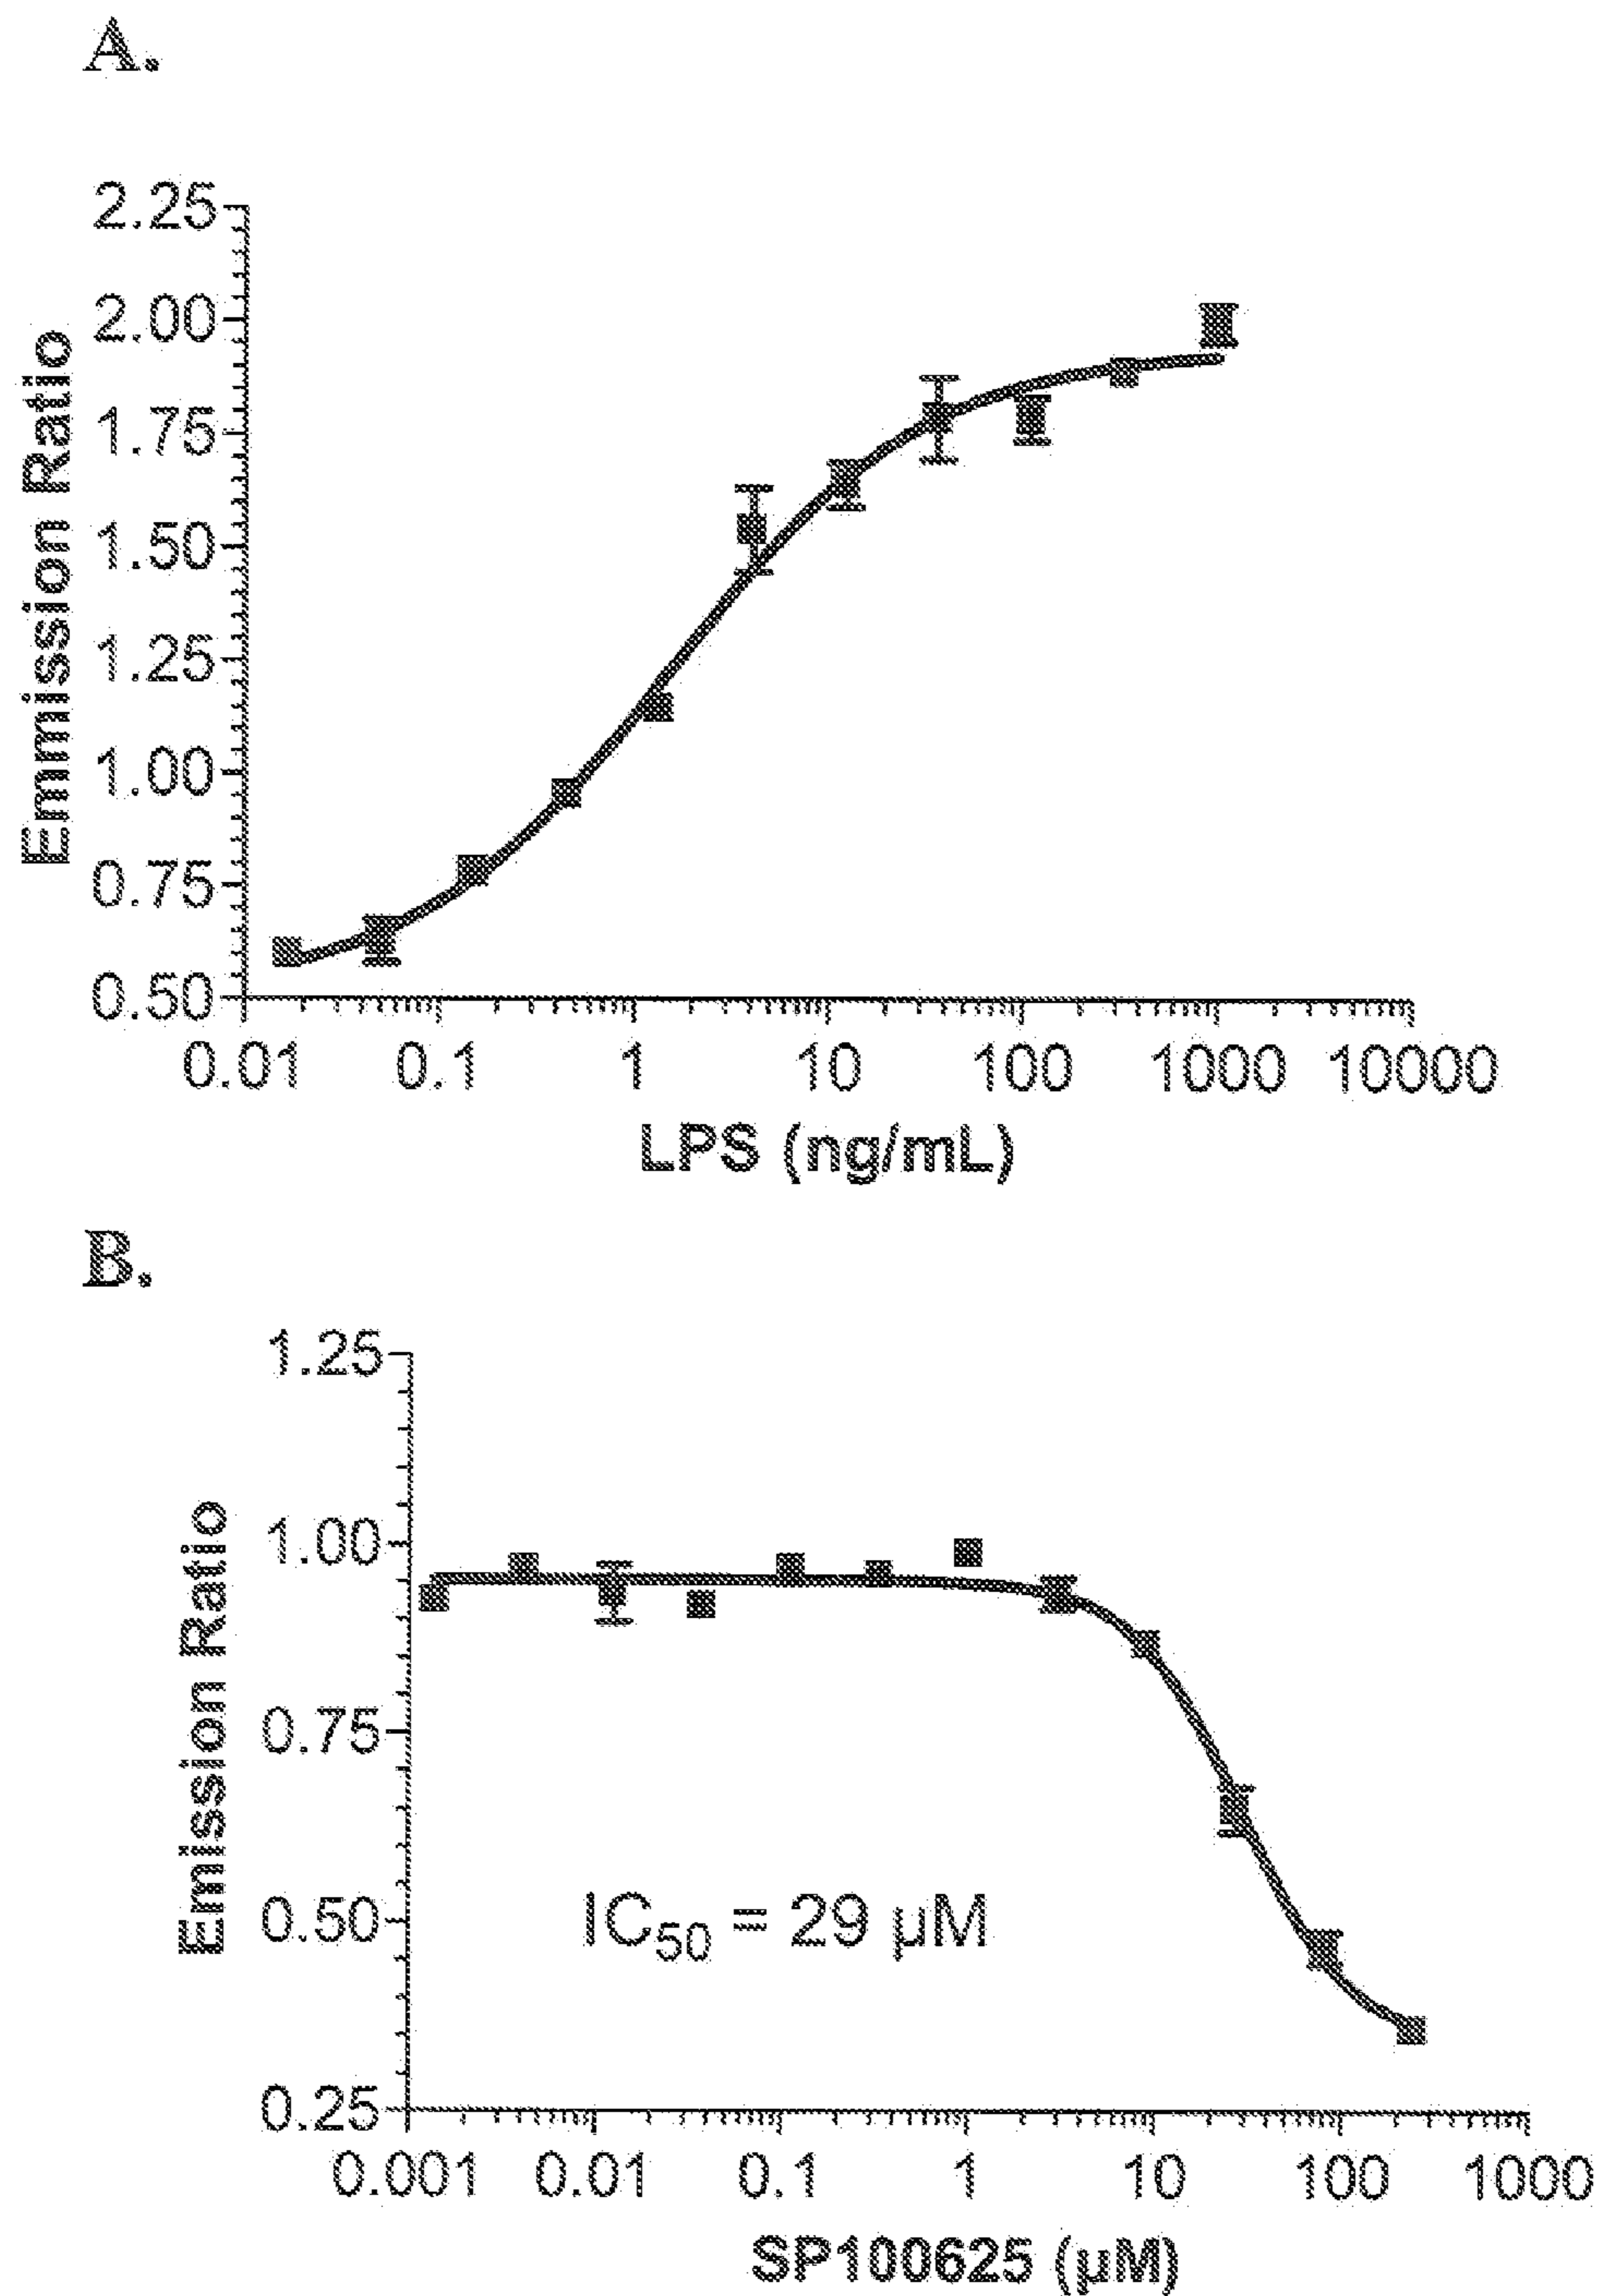 A.
2.25
2.00
1.75
1.50
1.25
1.00
0.75
0.50
Emmission Ratio
0.01 0.1 1 10 100 1000 10000
LPS (ng/mL)
B.
1.25
1.00
0.75
0.50
0.25
Emission Ratio
IC50 = 29 µM
0.001 0.01 0.1 1 10 100 1000
SP100625 (µM)